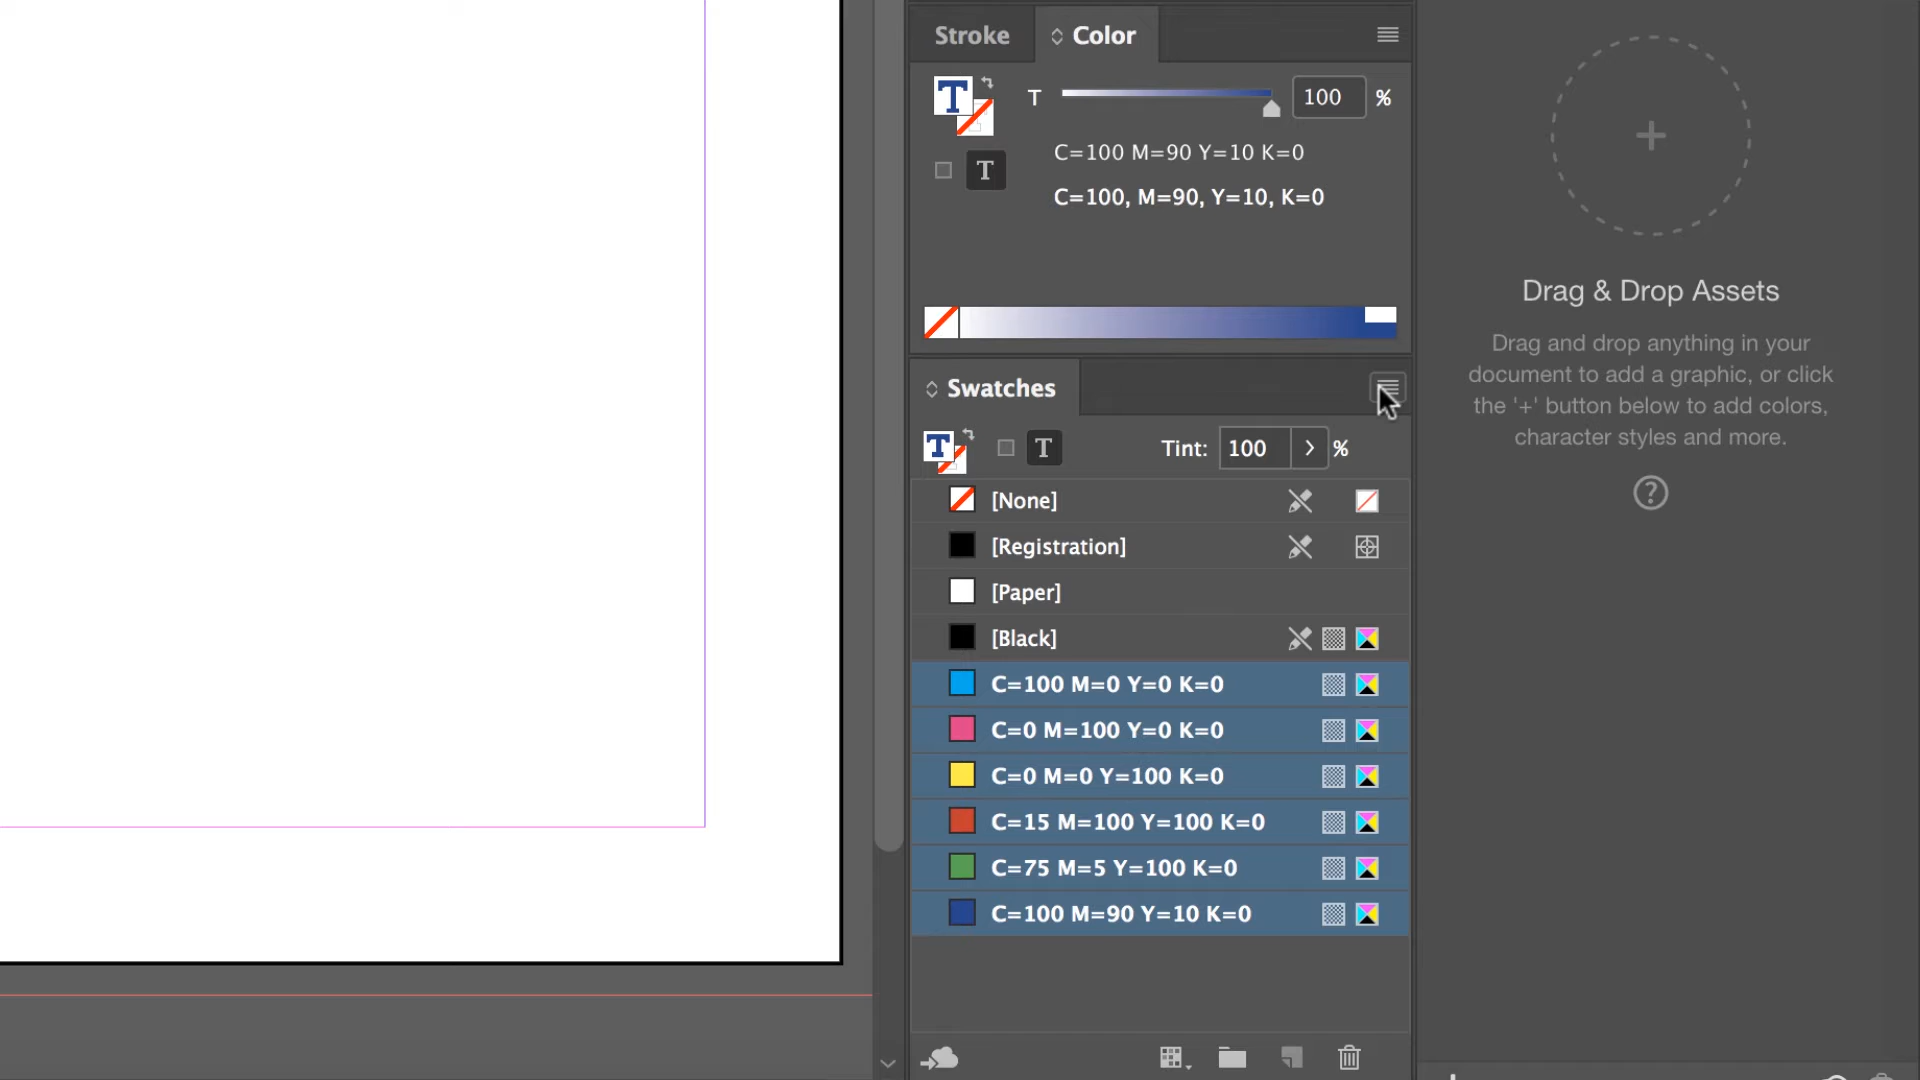 Stroke Color
T 100 %
C=100 M=90 Y=10 K=0
T
C=100, M=90, Y=10, K=0
Swatches
T T Tint: 100 %
[None]
[Registration]
[Paper]
[Black]
C=100 M=0 Y=0 K=0
C=0 M=100 Y=0 K=0
C=0 M=0 Y=100 K=0
C=15 M=100 Y=100 K=0
C=75 M=5 Y=100 K=0
C=100 M=90 Y=10 K=0
Drag & Drop Assets
Drag and drop anything in your
document to add a graphic, or click
the '+' button below to add colors,
character styles and more.
?